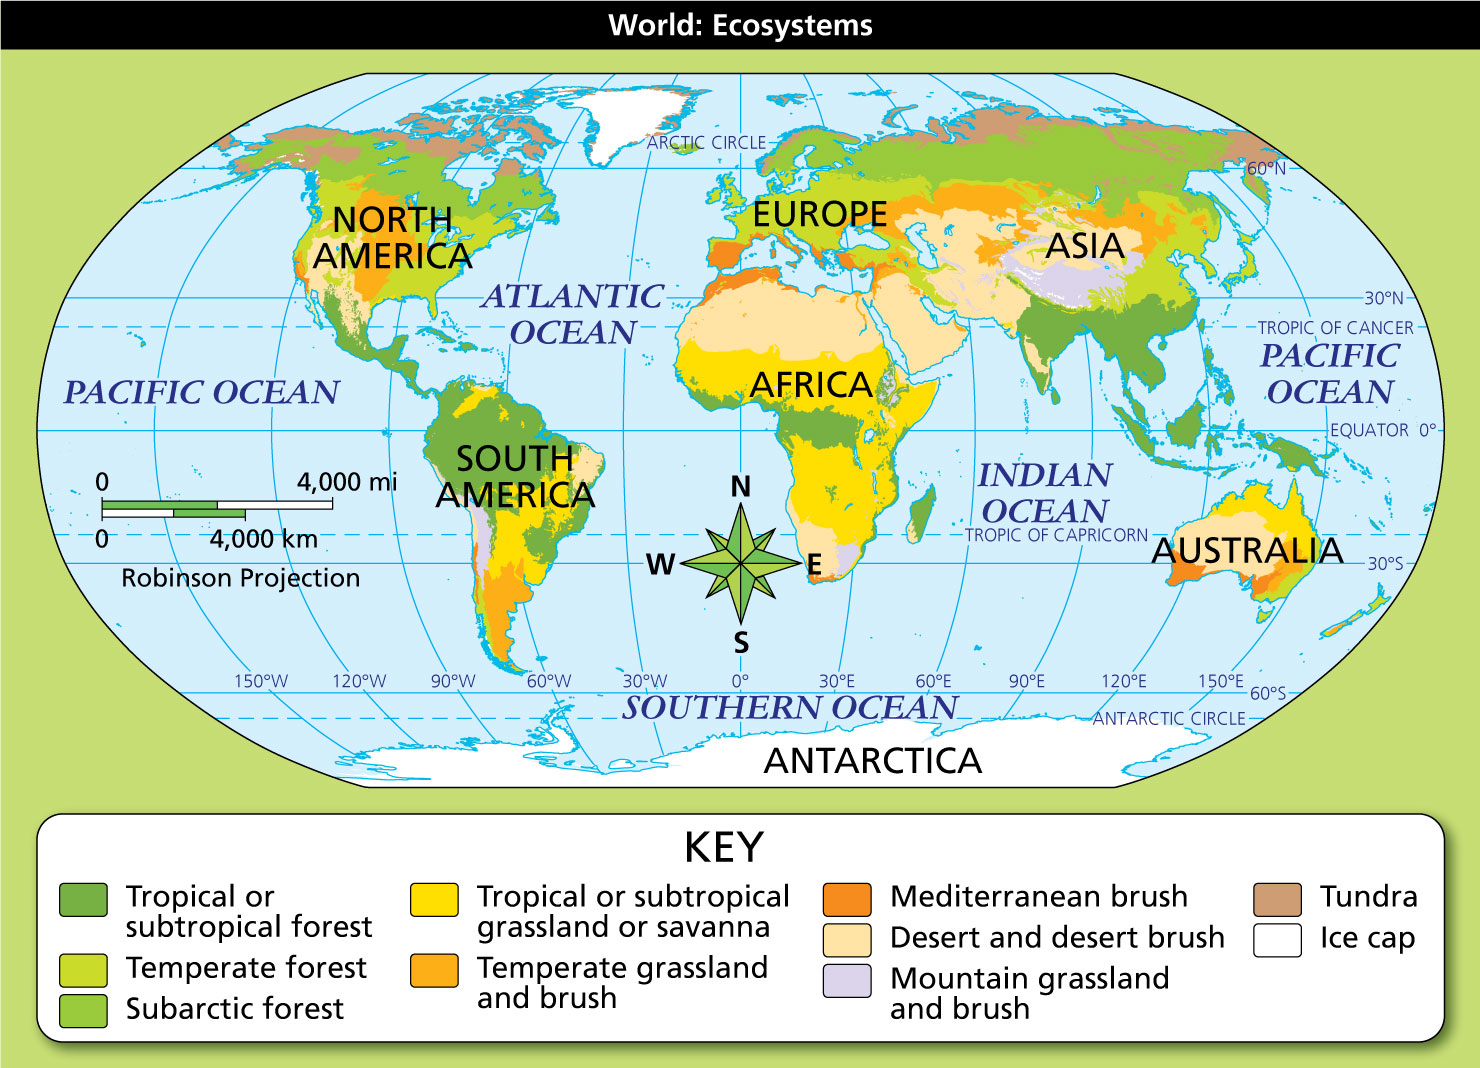 World: Ecosystems
ARCTIC CIRCLE
60°N
NORTH
AMERICA
EUROPE
ASIA
ATLANTIC
OCEAN
30°N
TROPIC OF CANCER
PACIFIC
OCEAN
PACIFIC OCEAN
AFRICA
EQUATOR 0°
SOUTH
AMERICA
INDIAN
OCEAN
0 4,000 mi
0 4,000 km
Robinson Projection
N
W
E
S
TROPIC OF CAPRICORN
AUSTRALIA
30°S
150°W
120°W
90°W
60°W
30°W
0°
30°E
60°E
90°E
120°E
150°E
60°S
SOUTHERN OCEAN
ANTARCTIC CIRCLE
ANTARCTICA
KEY
Tropical or
subtropical forest
Temperate forest
Subarctic forest
Tropical or subtropical
grassland or savanna
Temperate grassland
and brush
Mediterranean brush
Desert and desert brush
Mountain grassland
and brush
Tundra
Ice cap